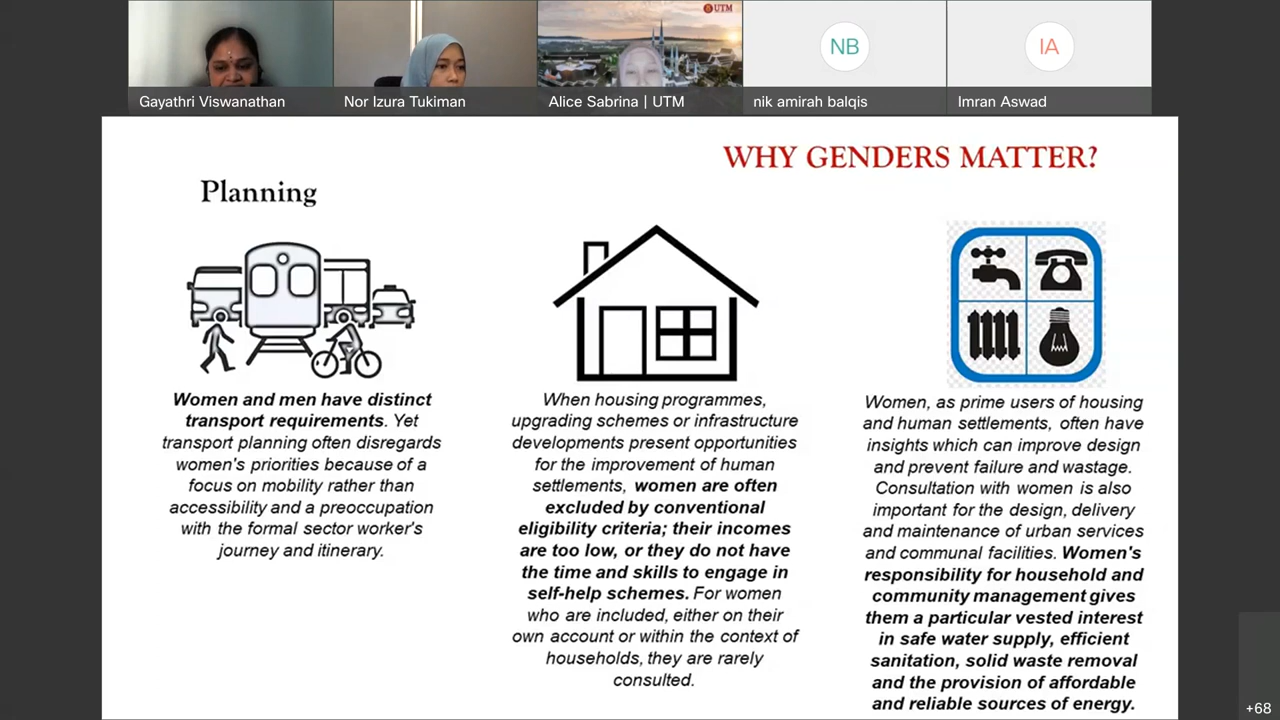 UTM
NB
IA
Gayathri Viswanathan
Nor Izura Tukiman
Alice Sabrina | UTM
nik amirah balqis
Imran Aswad
WHY GENDERS MATTER?
Planning
Women and men have distinct
transport requirements. Yet
transport planning often disregards
women's priorities because of a
focus on mobility rather than
accessibility and a preoccupation
with the formal sector worker's
journey and itinerary.
When housing programmes,
upgrading schemes or infrastructure
developments present opportunities
for the improvement of human
settlements, women are often
excluded by conventional
eligibility criteria; their incomes
are too low, or they do not have
the time and skills to engage in
self-help schemes. For women
who are included, either on their
own account or within the context of
households, they are rarely
consulted.
Women, as prime users of housing
and human settlements, often have
insights which can improve design
and prevent failure and wastage.
Consultation with women is also
important for the design, delivery
and maintenance of urban services
and communal facilities. Women's
responsibility for household and
community management gives
them a particular vested interest
in safe water supply, efficient
sanitation, solid waste removal
and the provision of affordable
and reliable sources of energy.
+68